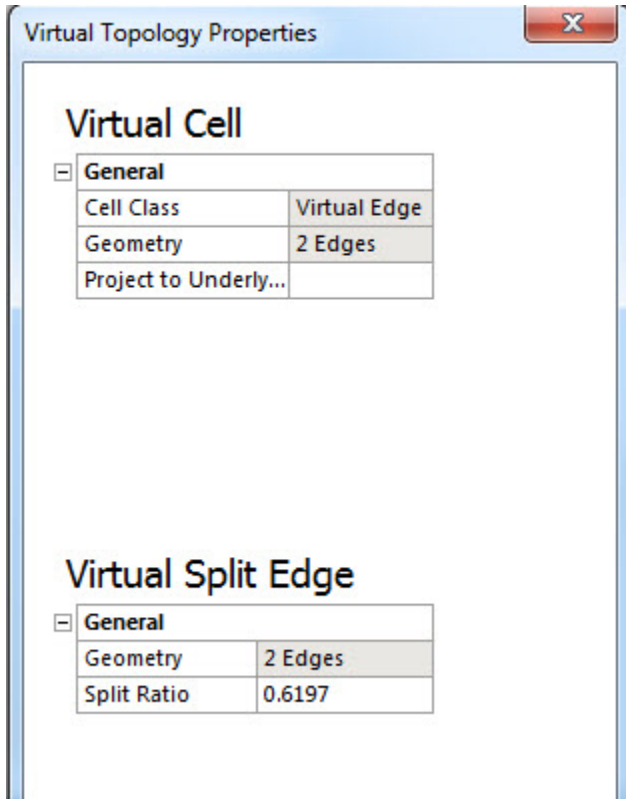 Virtual Topology Properties
Virtual Cell
General
Cell Class Virtual Edge
Geometry 2 Edges
Project to Underly...
Virtual Split Edge
General
Geometry 2 Edges
Split Ratio 0.6197